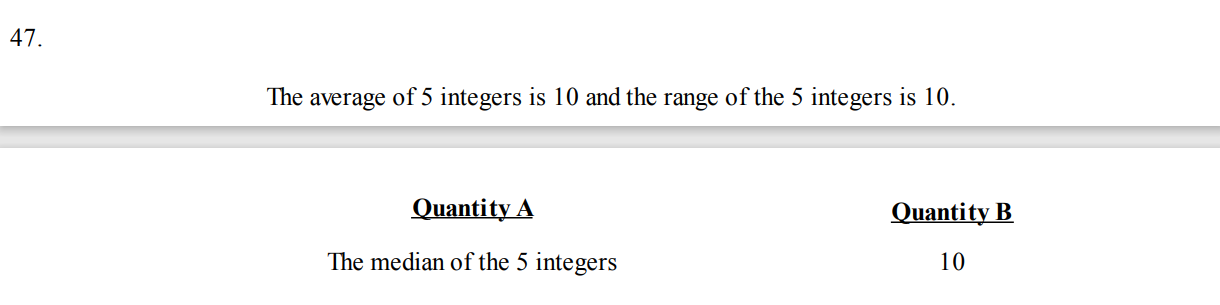 47.
The average of 5 integers is 10 and the range of the 5 integers is 10.
Quantity A
Quantity B
The median of the 5 integers
10